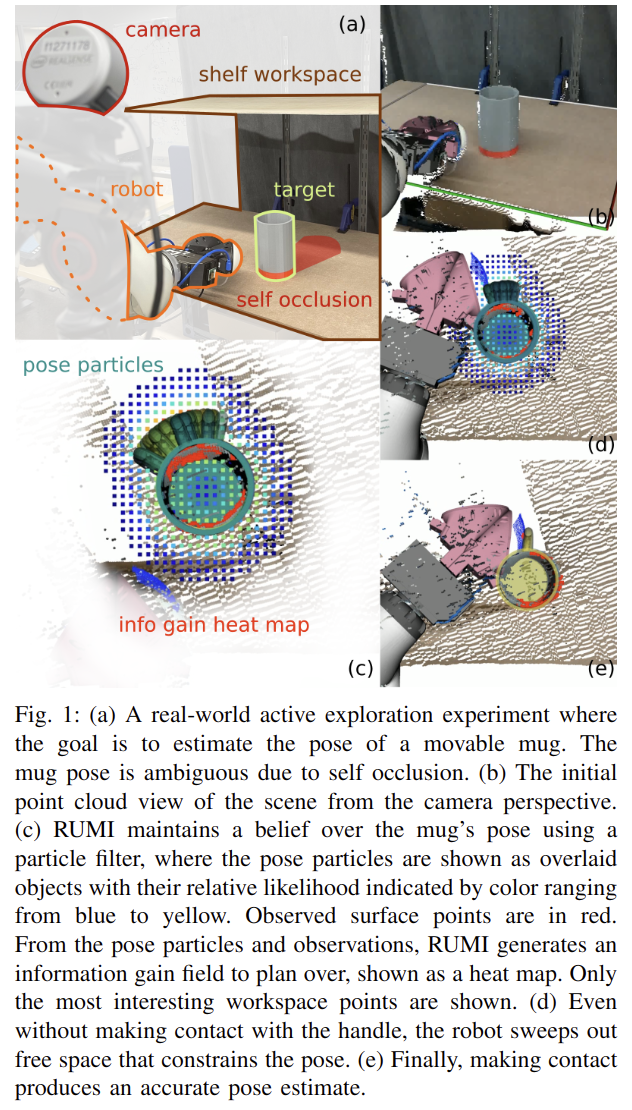 (a)
camera
f1271178
REALSENSE
shelf workspace
robot
target
self occlusion
(b)
pose particles
info gain heat map
(c)
(d)
(e)
Fig. 1: (a) A real-world active exploration experiment where
the goal is to estimate the pose of a movable mug. The
mug pose is ambiguous due to self occlusion. (b) The initial
point cloud view of the scene from the camera perspective.
(c) RUMI maintains a belief over the mug's pose using a
particle filter, where the pose particles are shown as overlaid
objects with their relative likelihood indicated by color ranging
from blue to yellow. Observed surface points are in red.
From the pose particles and observations, RUMI generates an
information gain field to plan over, shown as a heat map. Only
the most interesting workspace points are shown. (d) Even
without making contact with the handle, the robot sweeps out
free space that constrains the pose. (e) Finally, making contact
produces an accurate pose estimate.